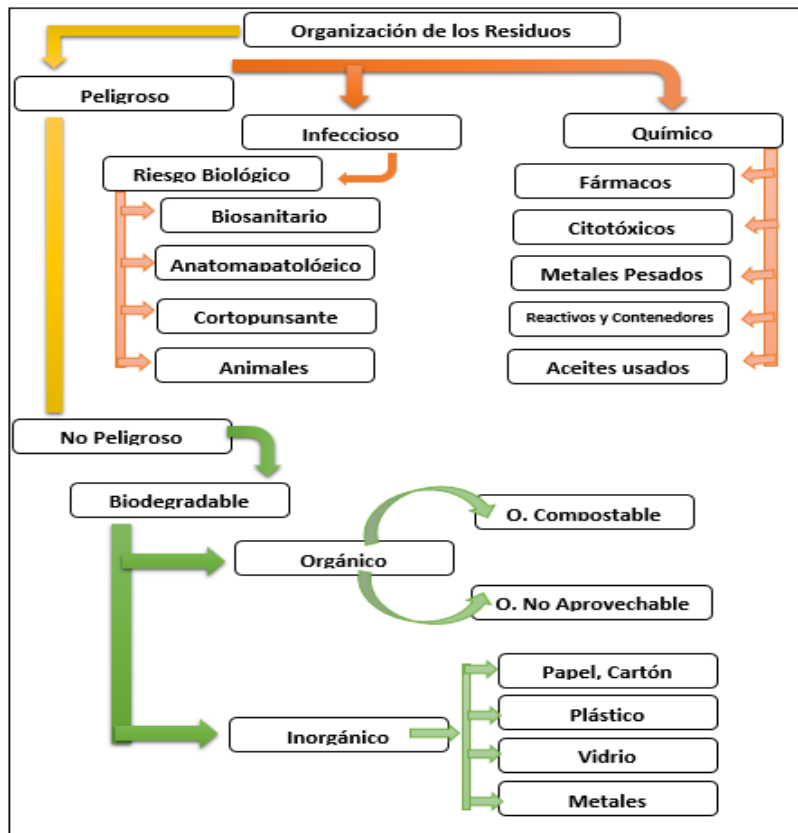 Organización de los Residuos
Peligroso
Infeccioso
Químico
Riesgo Biológico
Fármacos
Biosanitario
Citotóxicos
Anatomapatológico
Metales Pesados
Cortopunsante
Reactivos y Contenedores
Animales
Aceites usados
No Peligroso
Biodegradable
O. Compostable
Orgánico
O. No Aprovechable
Papel, Cartón
Plástico
Inorgánico
Vidrio
Metales